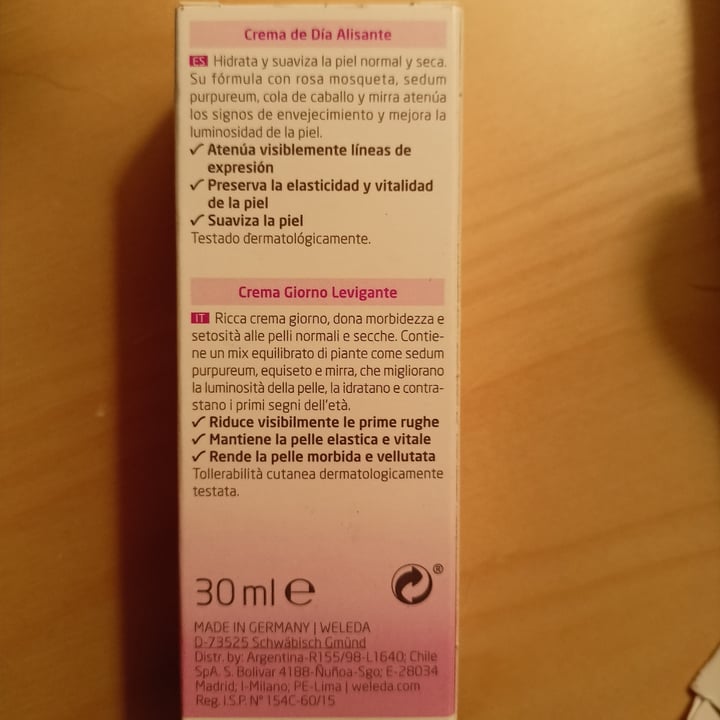 Crema de Día Alisante
ES Hidrata y suaviza la piel normal y seca.
Su fórmula con rosa mosqueta, sedum
purpureum, cola de caballo y mirra atenúa
los signos de envejecimiento y mejora la
luminosidad de la piel.
✓ Atenúa visiblemente líneas de
expresión
✓ Preserva la elasticidad y vitalidad
de la piel
✓ Suaviza la piel
Testado dermatológicamente.
Crema Giorno Levigante
IT Ricca crema giorno, dona morbidezza e
setosità alle pelli normali e secche. Contie-
ne un mix equilibrato di piante come sedum
purpureum, equiseto e mirra, che migliorano
la luminosità della pelle, la idratano e contra-
stano i primi segni dell'età.
✓ Riduce visibilmente le prime rughe
✓ Mantiene la pelle elastica e vitale
✓ Rende la pelle morbida e vellutata
Tollerabilità cutanea dermatologicamente
testata.
30 ml e
®
MADE IN GERMANY | WELEDA
D-73525 Schwäbisch Gmünd
Distr. by: Argentina-R155/98-L1640; Chile
SpA. S. Bolivar 4188-Ñuñoa-Sgo; E-28034
Madrid; I-Milano; PE-Lima | weleda.com
Reg. I.S.P. N° 154C-60/15